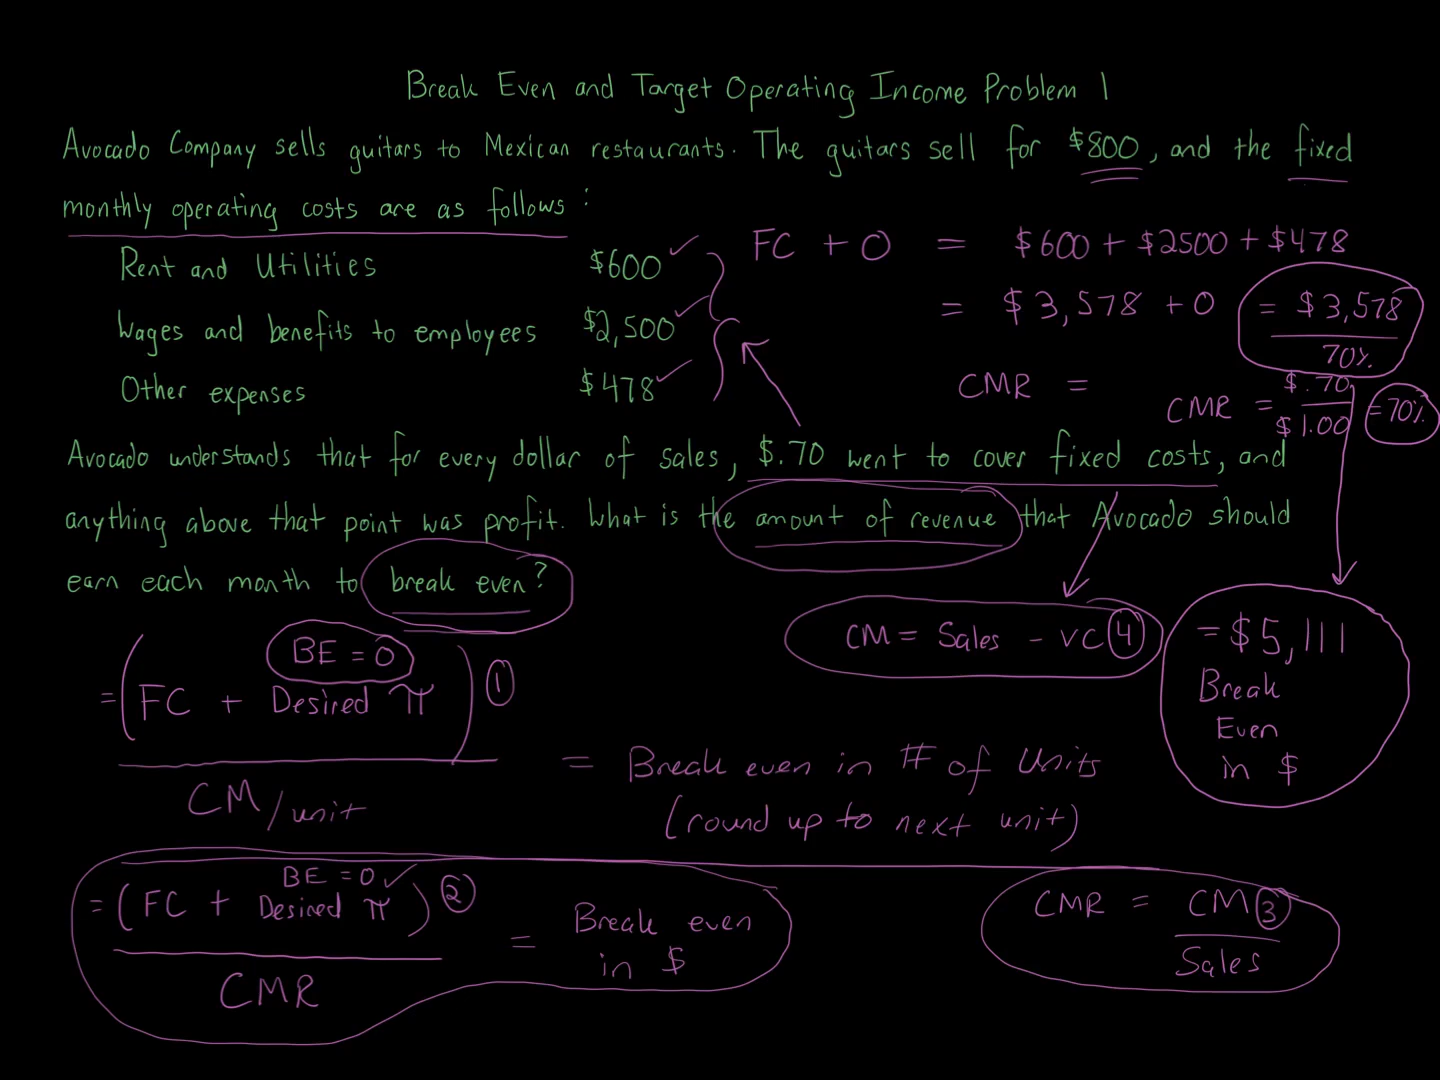 Break Even and Target Operating Income Problem 1
Avocado Company sells guitars to Mexican restaurants. The guitars sell for $800, and the fixed
monthly operating costs are as follows:
Rent and Utilities $600
Wages and benefits to employees $2,500
Other expenses $478
FC + 0 = $600 + $2500 + $478
= $3,578 + 0 = $3,578
70%
CMR =
CMR = $.70 = 70%
$1.00
Avocado understands that for every dollar of sales, $.70 went to cover fixed costs, and
anything above that point was profit. What is the amount of revenue that Avocado should
earn each month to break even?
BE = 0
= (FC + Desired π) 1
CM/unit
= Break even in # of Units
(round up to next unit)
CM = Sales - VC 4
= $5,111
Break
Even
in $
BE = 0 ✓
= (FC + Desired π) 2
CMR
= Break even
in $
CMR = CM 3
Sales